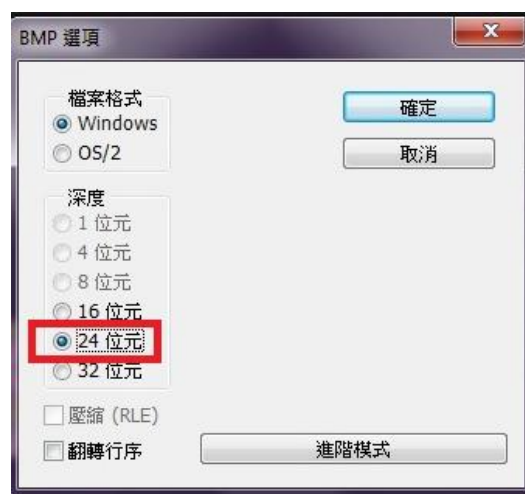 BMP 選項
檔案格式
Windows
OS/2
確定
取消
深度
1 位元
4 位元
8 位元
16 位元
24 位元
32 位元
壓縮 (RLE)
翻轉行序
進階模式